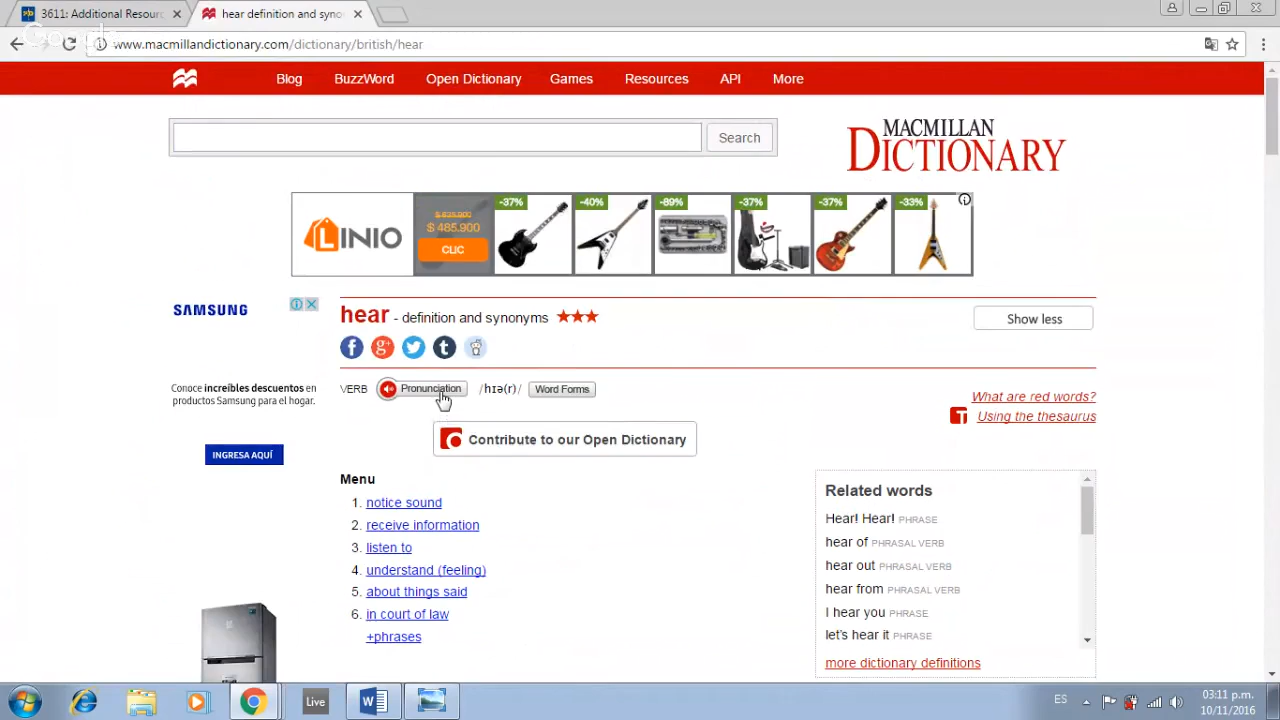 3611: Additional Resour
hear definition and syno
Google
www.macmillandictionary.com/dictionary/british/hear
Blog BuzzWord Open Dictionary Games Resources API More
Search
MACMILLAN
DICTIONARY
LINIO
$ 485.900
CLIC
-37% -40% -89% -37% -37% -33%
SAMSUNG
Conoce increíbles descuentos en
productos Samsung para el hogar.
INGRESA AQUÍ
hear - definition and synonyms ★★★
Show less
VERB Pronunciation /hɪə(r)/ Word Forms
What are red words?
Using the thesaurus
Contribute to our Open Dictionary
Menu
1. notice sound
2. receive information
3. listen to
4. understand (feeling)
5. about things said
6. in court of law
+phrases
Related words
Hear! Hear! PHRASE
hear of PHRASAL VERB
hear out PHRASAL VERB
hear from PHRASAL VERB
I hear you PHRASE
let's hear it PHRASE
more dictionary definitions
Live
ES
03:11 p.m.
10/11/2016